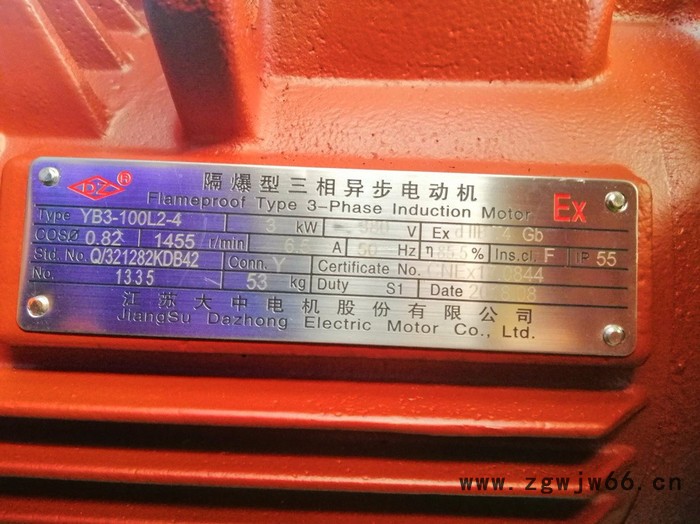 DZ ® 隔爆型三相异步电动机
Flameproof Type 3-Phase Induction Motor Ex
Type YB3-100L2-4 3 kW 380 V Ex d Gb
COSØ 0.82 1455 r/min A 50 Hz η % Ins.cl. F IP 55
Std. No. Q/321282KDB42 Conn. Y Certificate No.
No. 1335 53 kg Duty S1 Date
江苏大中电机股份有限公司
JiangSu Dazhong Electric Motor Co., Ltd.
www.zgwjw66.cn